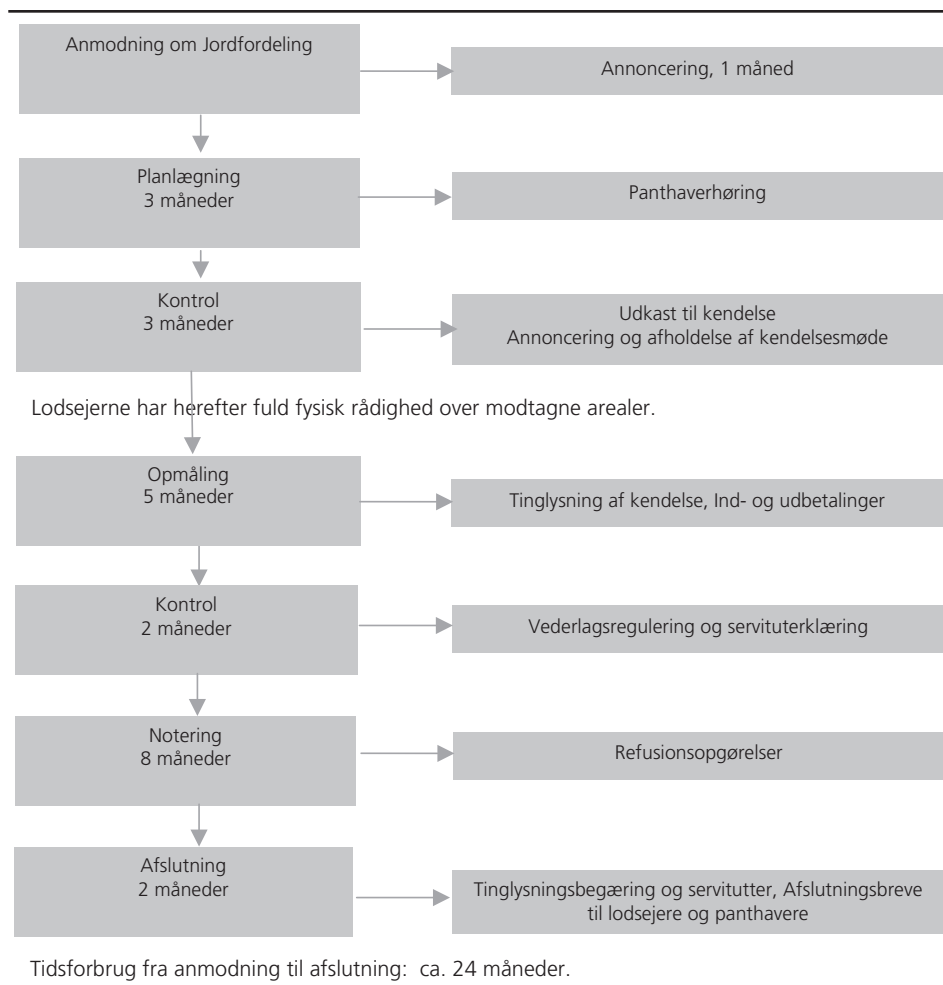 Anmodning om Jordfordeling
Annoncering, 1 måned
Planlægning
3 måneder
Panthaverhøring
Kontrol
3 måneder
Udkast til kendelse
Annoncering og afholdelse af kendelsesmøde
Lodsejerne har herefter fuld fysisk rådighed over modtagne arealer.
Opmåling
5 måneder
Tinglysning af kendelse, Ind- og udbetalinger
Kontrol
2 måneder
Vederlagsregulering og servituterklæring
Notering
8 måneder
Refusionsopgørelser
Afslutning
2 måneder
Tinglysningsbegæring og servitutter, Afslutningsbreve
til lodsejere og panthavere
Tidsforbrug fra anmodning til afslutning: ca. 24 måneder.